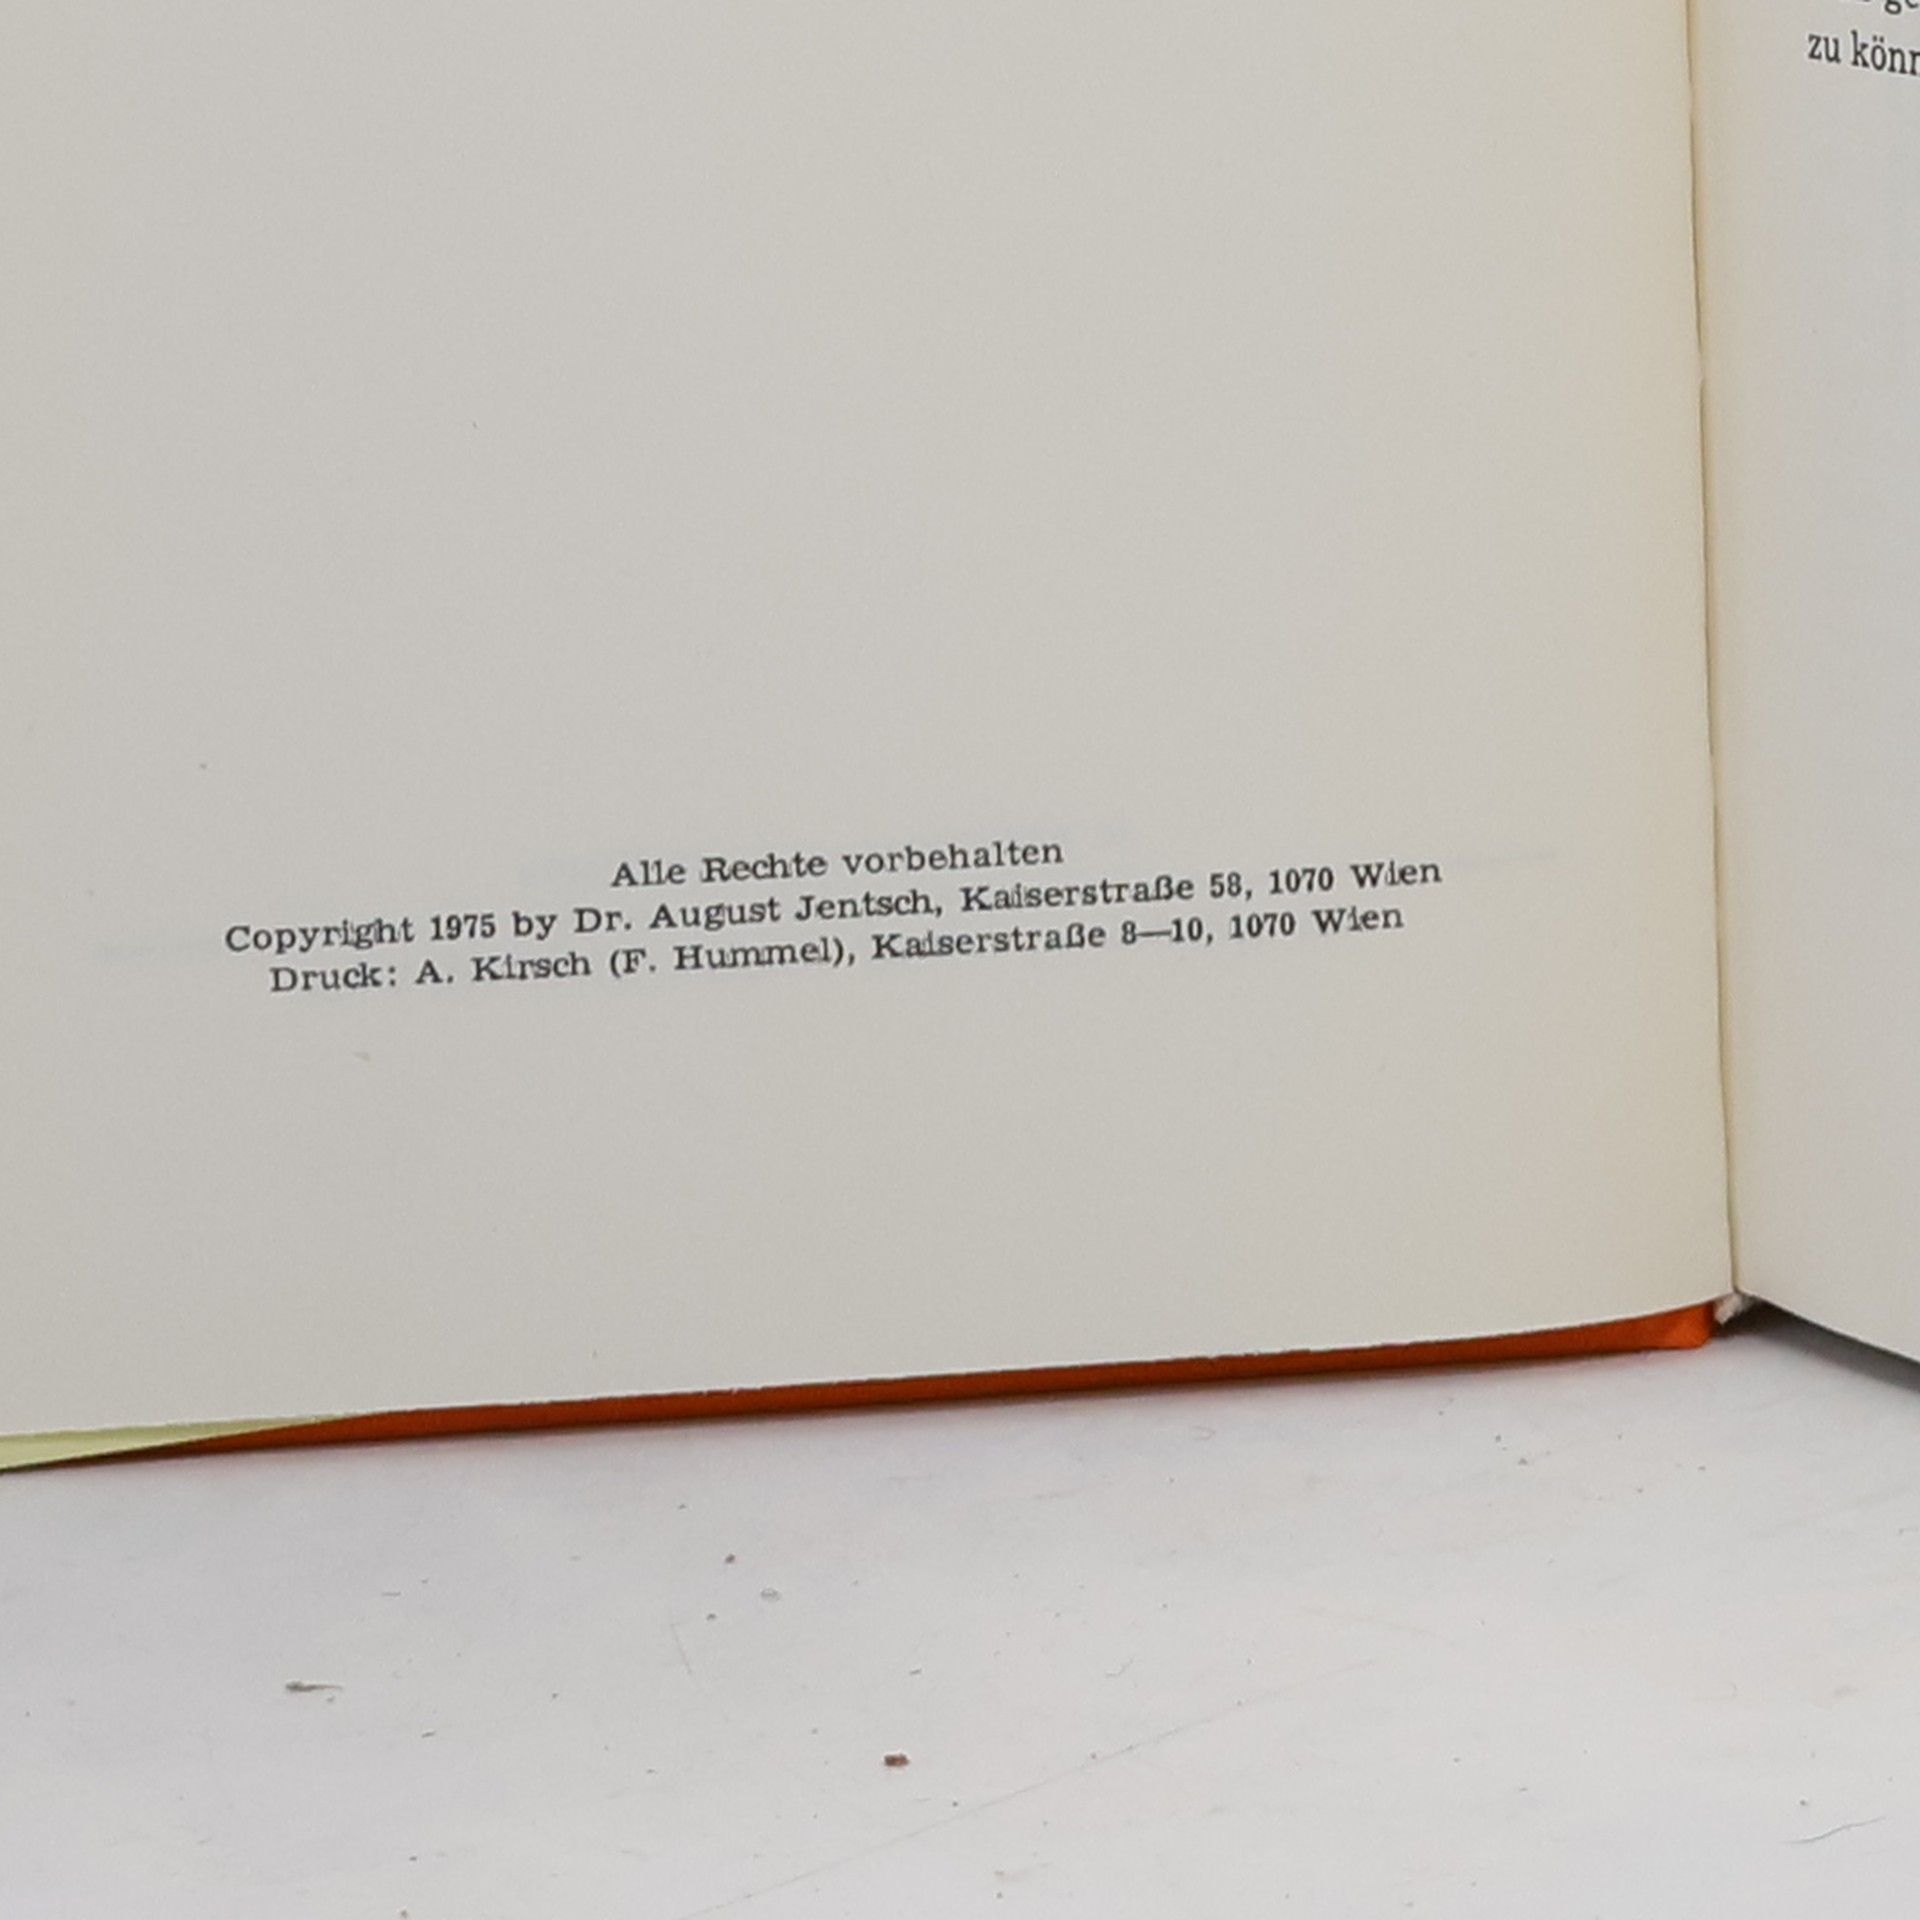 Alle Rechte vorbehalten
Copyright 1975 by Dr. August Jentsch, Kaiserstraße 58, 1070 Wien
Druck: A. Kirsch (F. Hummel), Kaiserstraße 8—10, 1070 Wien
zu